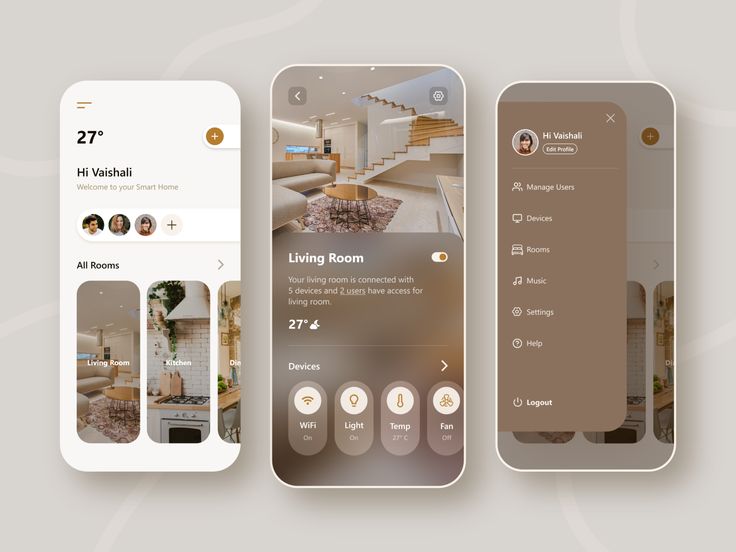 27°
Hi Vaishali
Welcome to your Smart Home
All Rooms
Living Room
Kitchen
Din
Living Room
Your living room is connected with
5 devices and 2 users have access for
living room.
27°
Devices
WiFi
On
Light
On
Temp
27° C
Fan
Off
Hi Vaishali
Edit Profile
Manage Users
Devices
Rooms
Music
Settings
Help
Logout